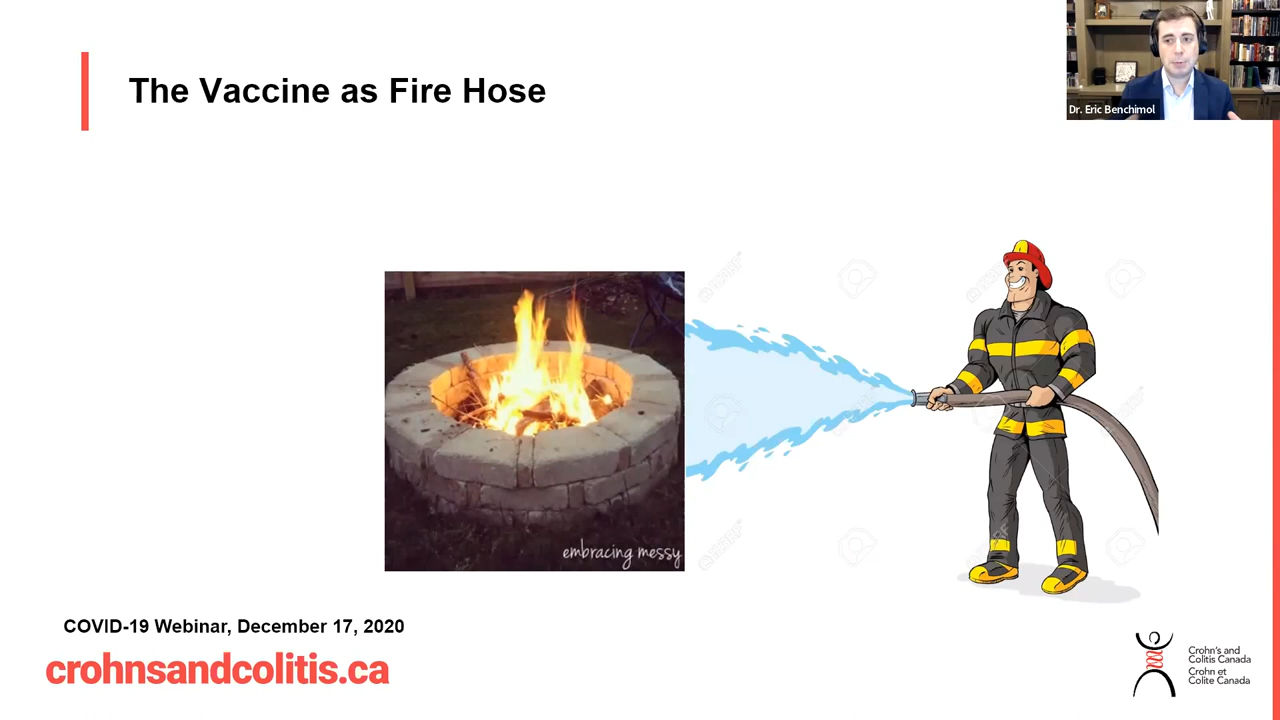 The Vaccine as Fire Hose
Dr. Eric Benchimol
embracing messy
COVID-19 Webinar, December 17, 2020
crohnsandcolitis.ca
Crohn's and
Colitis Canada
Crohn et
Colite Canada